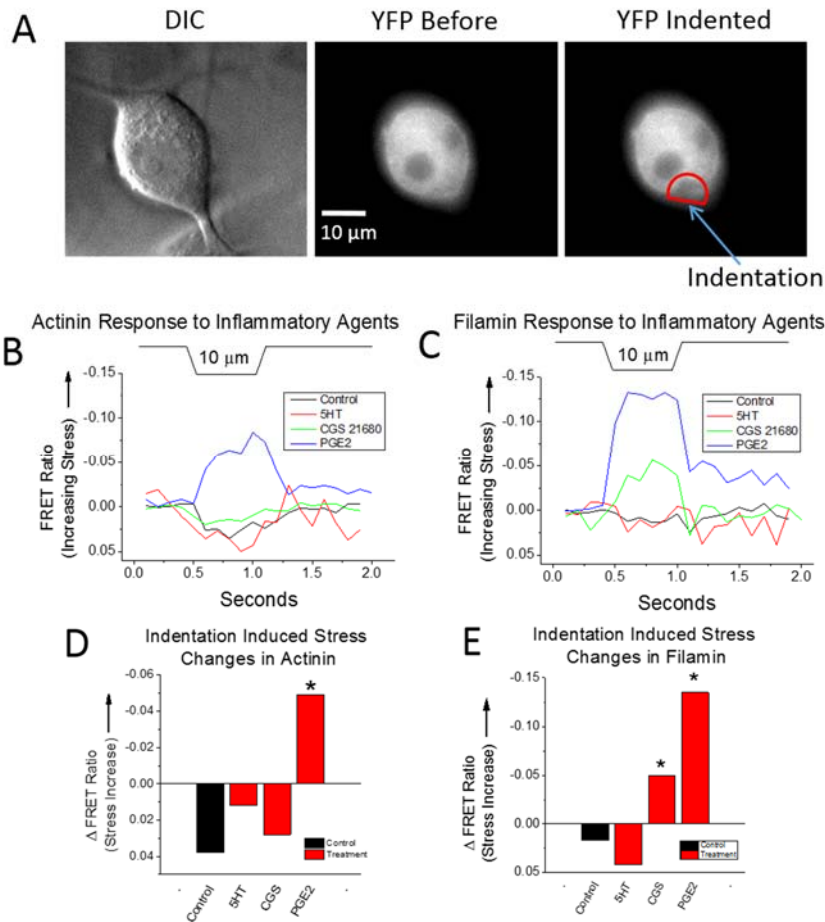 A
DIC
YFP Before
YFP Indented
10 µm
Indentation
B
Actinin Response to Inflammatory Agents
10 µm
-0.15
-0.10
-0.05
0.00
0.05
FRET Ratio
(Increasing Stress)
Control
5HT
CGS 21680
PGE2
0.0
0.5
1.0
1.5
2.0
Seconds
C
Filamin Response to Inflammatory Agents
10 µm
-0.15
-0.10
-0.05
0.00
0.05
FRET Ratio
(Increasing Stress)
Control
5HT
CGS 21680
PGE2
0.0
0.5
1.0
1.5
2.0
Seconds
D
Indentation Induced Stress
Changes in Actinin
-0.06
-0.04
-0.02
0.00
0.02
0.04
Δ FRET Ratio
(Stress Increase)
*
Control
Treatment
-
Control
5HT
CGS
PGE2
-
E
Indentation Induced Stress
Changes in Filamin
-0.15
-0.10
-0.05
0.00
0.05
Δ FRET Ratio
(Stress Increase)
*
*
Control
Treatment
-
Control
5HT
CGS
PGE2
-